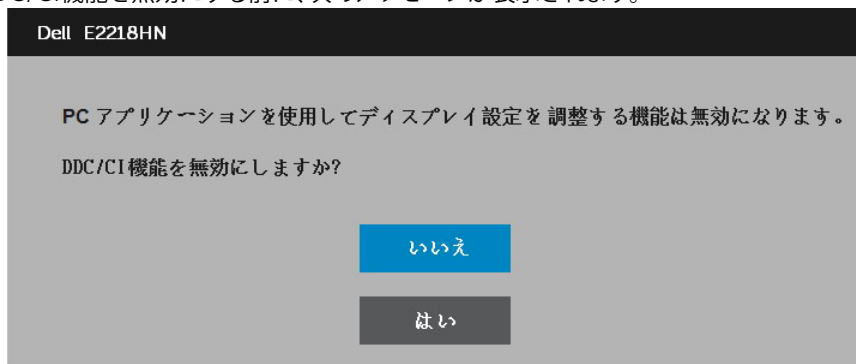 Dell E2218HN
PC アプリケーションを使用してディスプレイ設定を調整する機能は無効になります。
DDC/CI機能を無効にしますか?
いいえ
はい